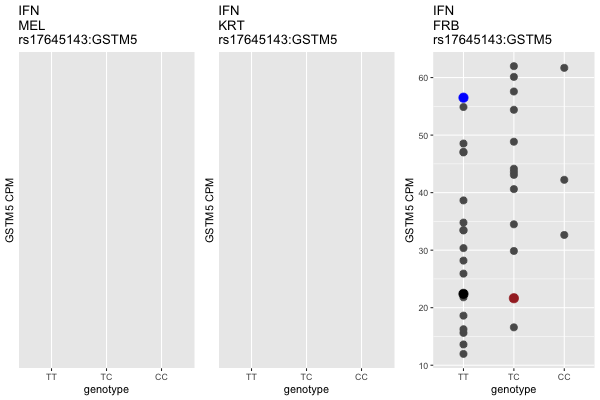 IFN
MEL
rs17645143:GSTM5
GSTM5 CPM
TT TC CC
genotype
IFN
KRT
rs17645143:GSTM5
GSTM5 CPM
TT TC CC
genotype
IFN
FRB
rs17645143:GSTM5
GSTM5 CPM
60
50
40
30
20
10
TT TC CC
genotype